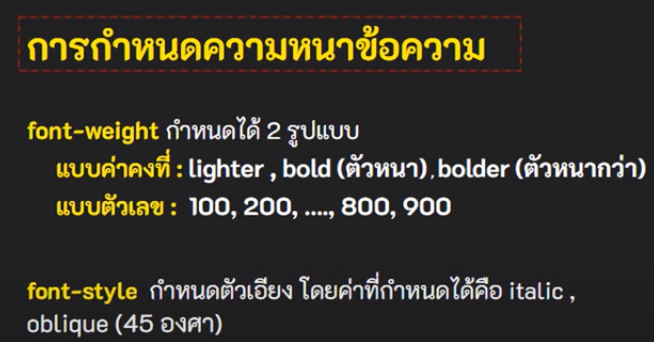 การกำหนดความหนาข้อความ
font-weight กำหนดได้ 2 รูปแบบ
แบบค่าคงที่ : lighter , bold (ตัวหนา) , bolder (ตัวหนากว่า)
แบบตัวเลข : 100, 200, ...., 800, 900
font-style กำหนดตัวเอียง โดยค่าที่กำหนดได้คือ italic ,
oblique (45 องศา)